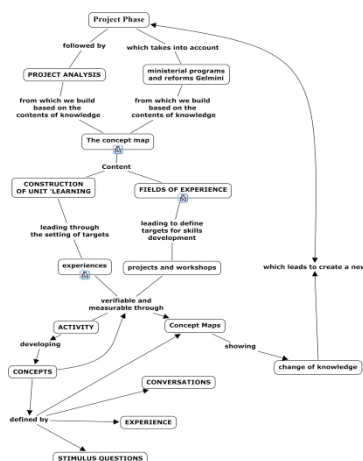 Project Phase
followed by
which takes into account
PROJECT ANALYSIS
ministerial programs
and reforms Gelmini
from which we build
based on the
contents of knowledge
from which we build
based on the
contents of knowledge
The concept map
Content
CONSTRUCTION
OF UNIT 'LEARNING
FIELDS OF EXPERIENCE
leading through
the setting of targets
leading to define
targets for skills
development
experiences
projects and workshops
which leads to create a new
verifiable and
measurable through
ACTIVITY
Concept Maps
developing
showing
CONCEPTS
change of knowledge
CONVERSATIONS
defined by
EXPERIENCE
STIMULUS QUESTIONS